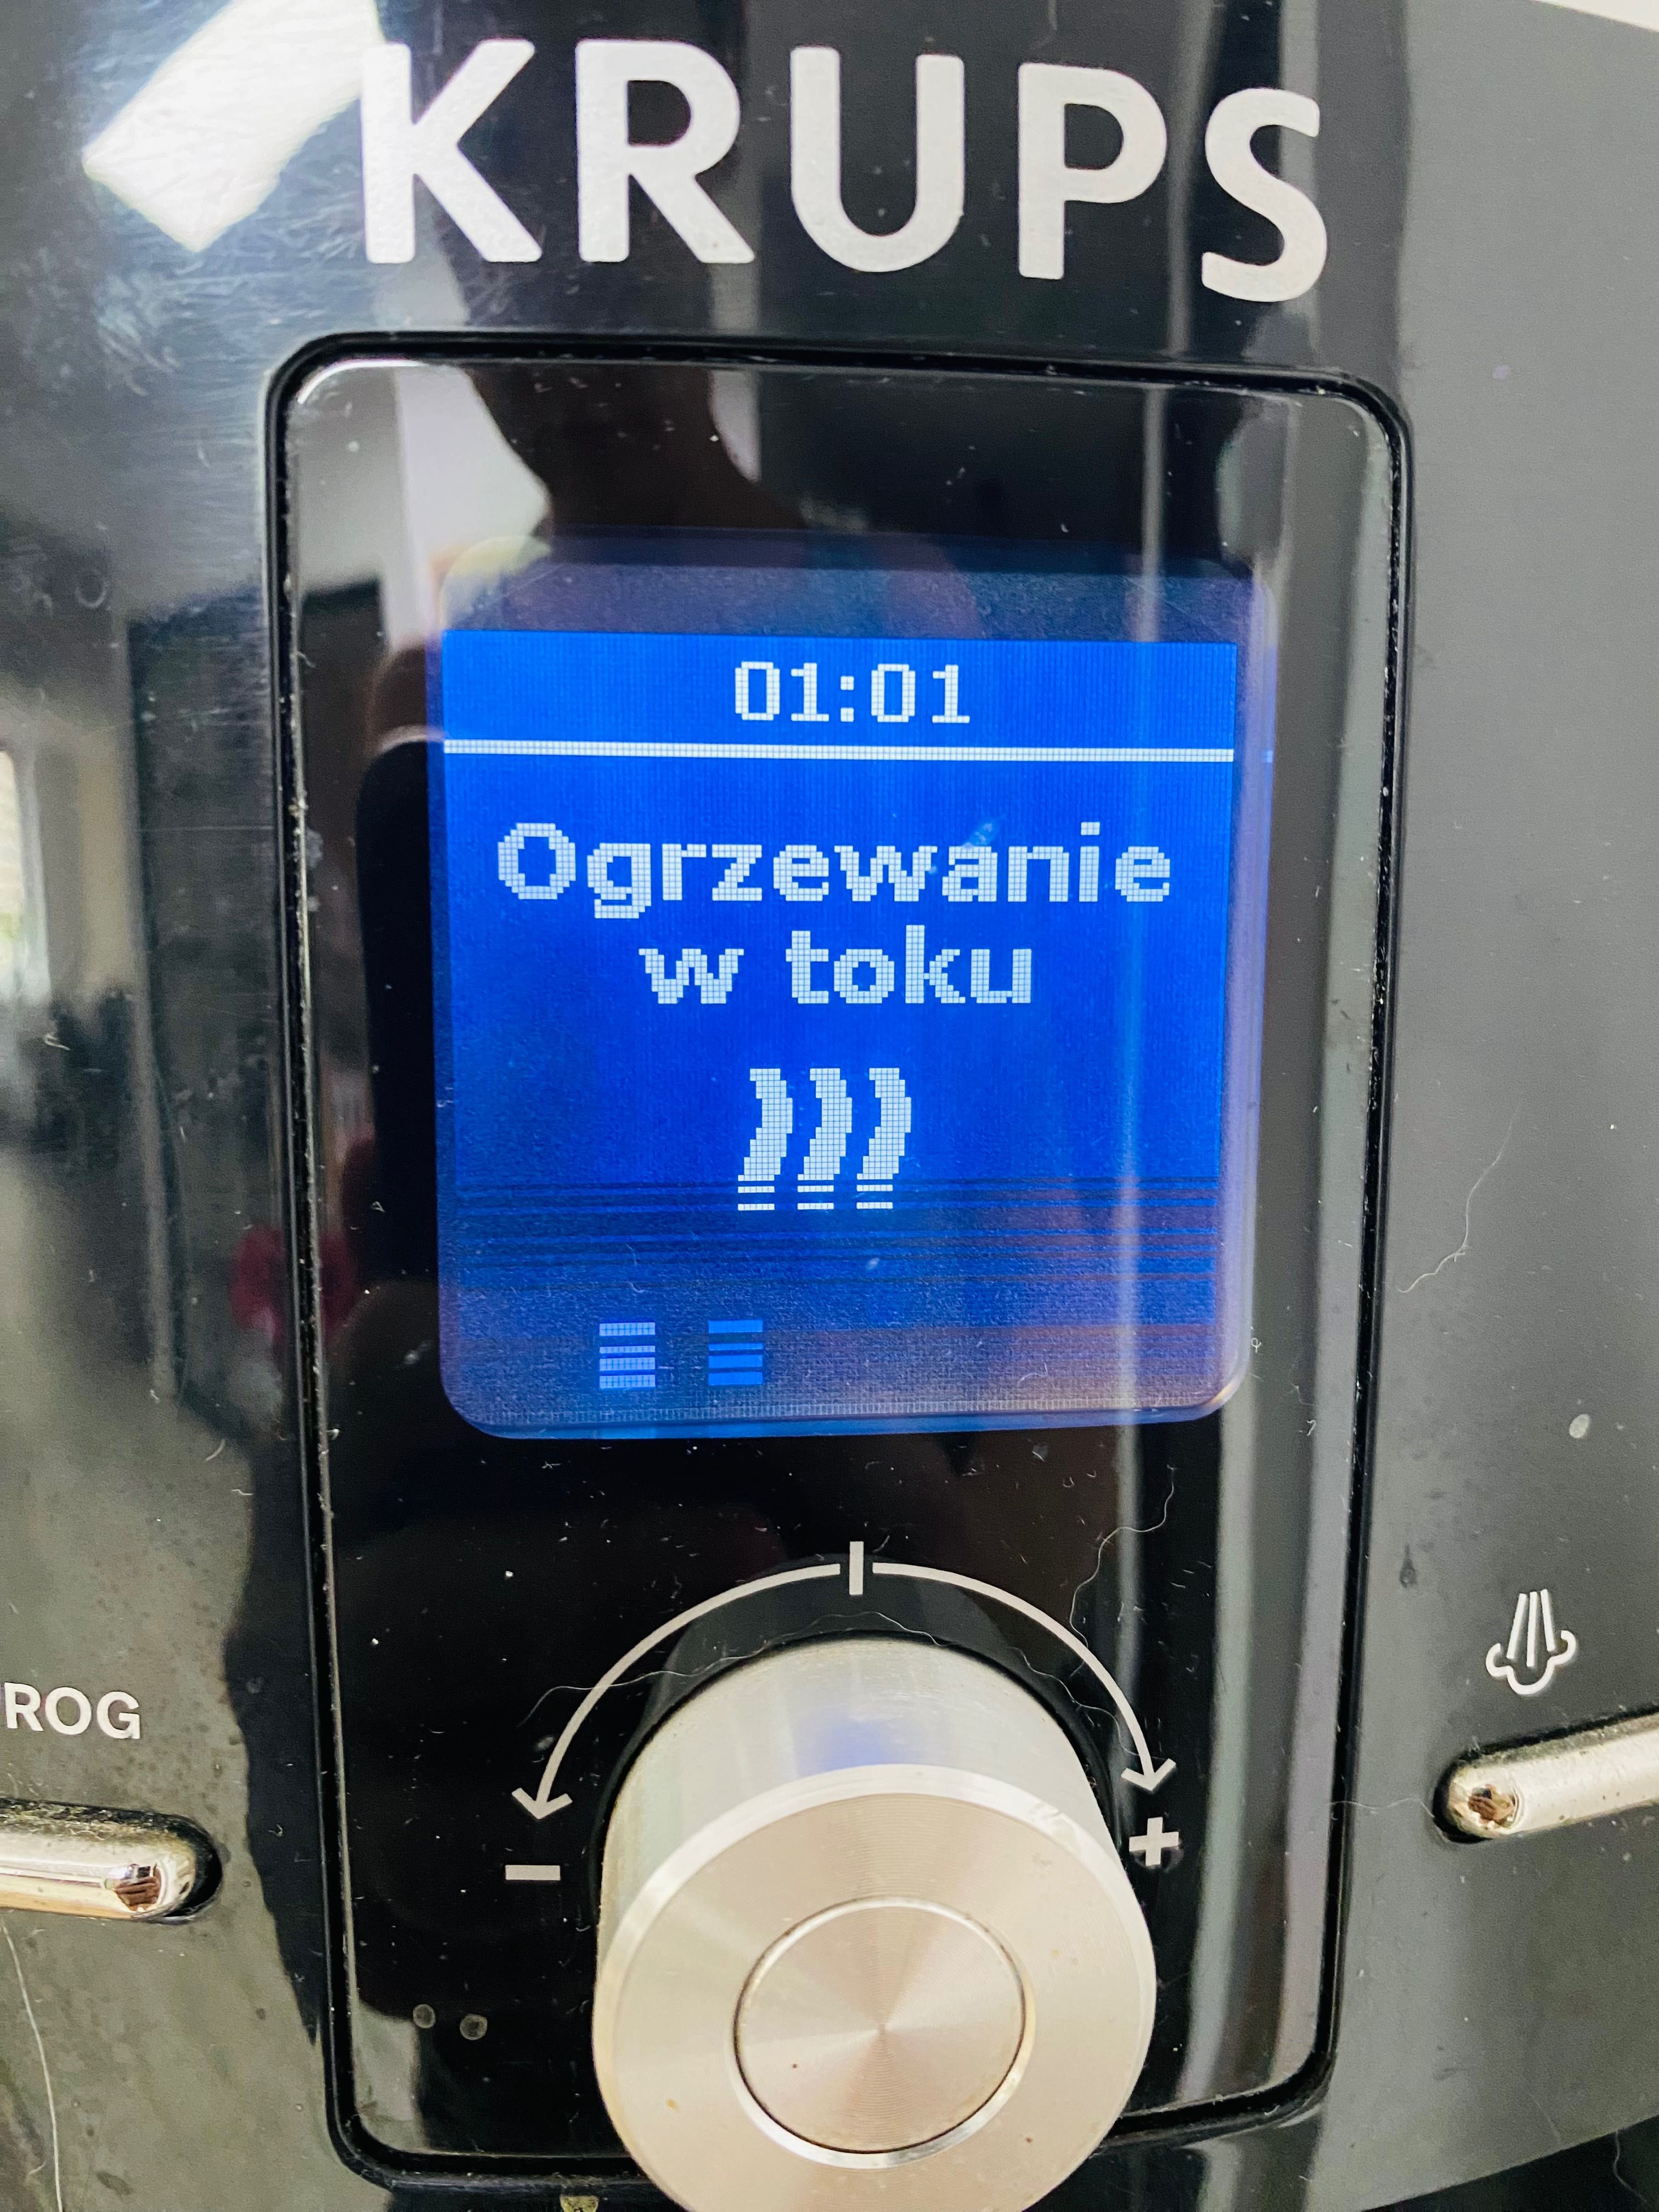 KRUPS
01:01
Ogrzewanie
w toku
ROG